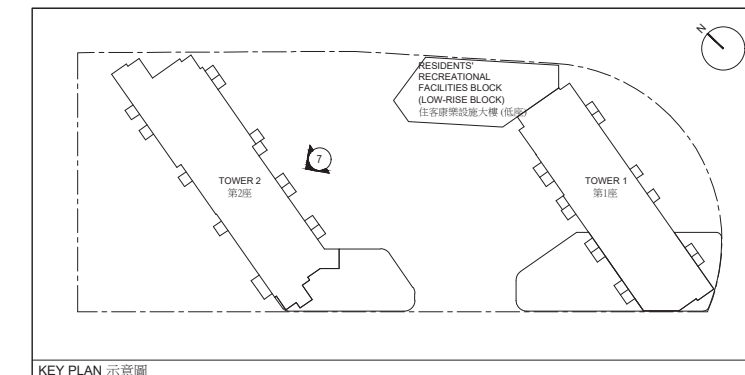 N
RESIDENTS'
RECREATIONAL
FACILITIES BLOCK
(LOW-RISE BLOCK)
住客康樂設施大樓 (低座)
7
TOWER 2
第2座
TOWER 1
第1座
KEY PLAN 示意圖